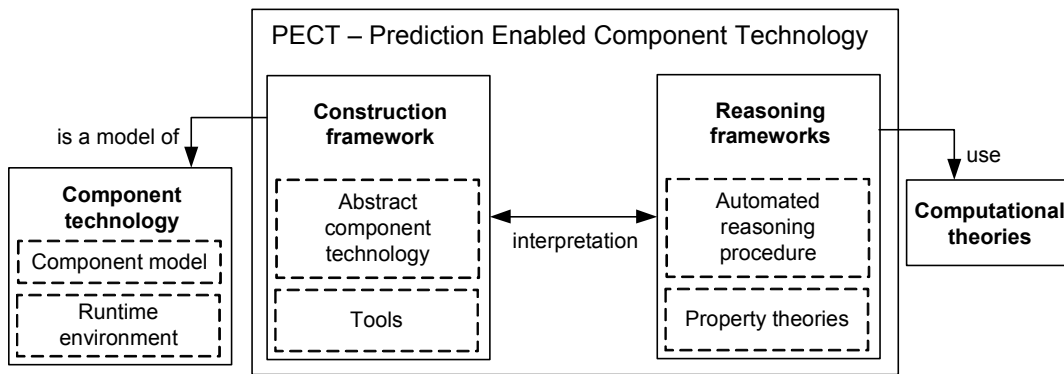 PECT – Prediction Enabled Component Technology
is a model of
Component
technology
Component model
Runtime
environment
Construction
framework
Abstract
component
technology
Tools
interpretation
Reasoning
frameworks
Automated
reasoning
procedure
Property theories
use
Computational
theories